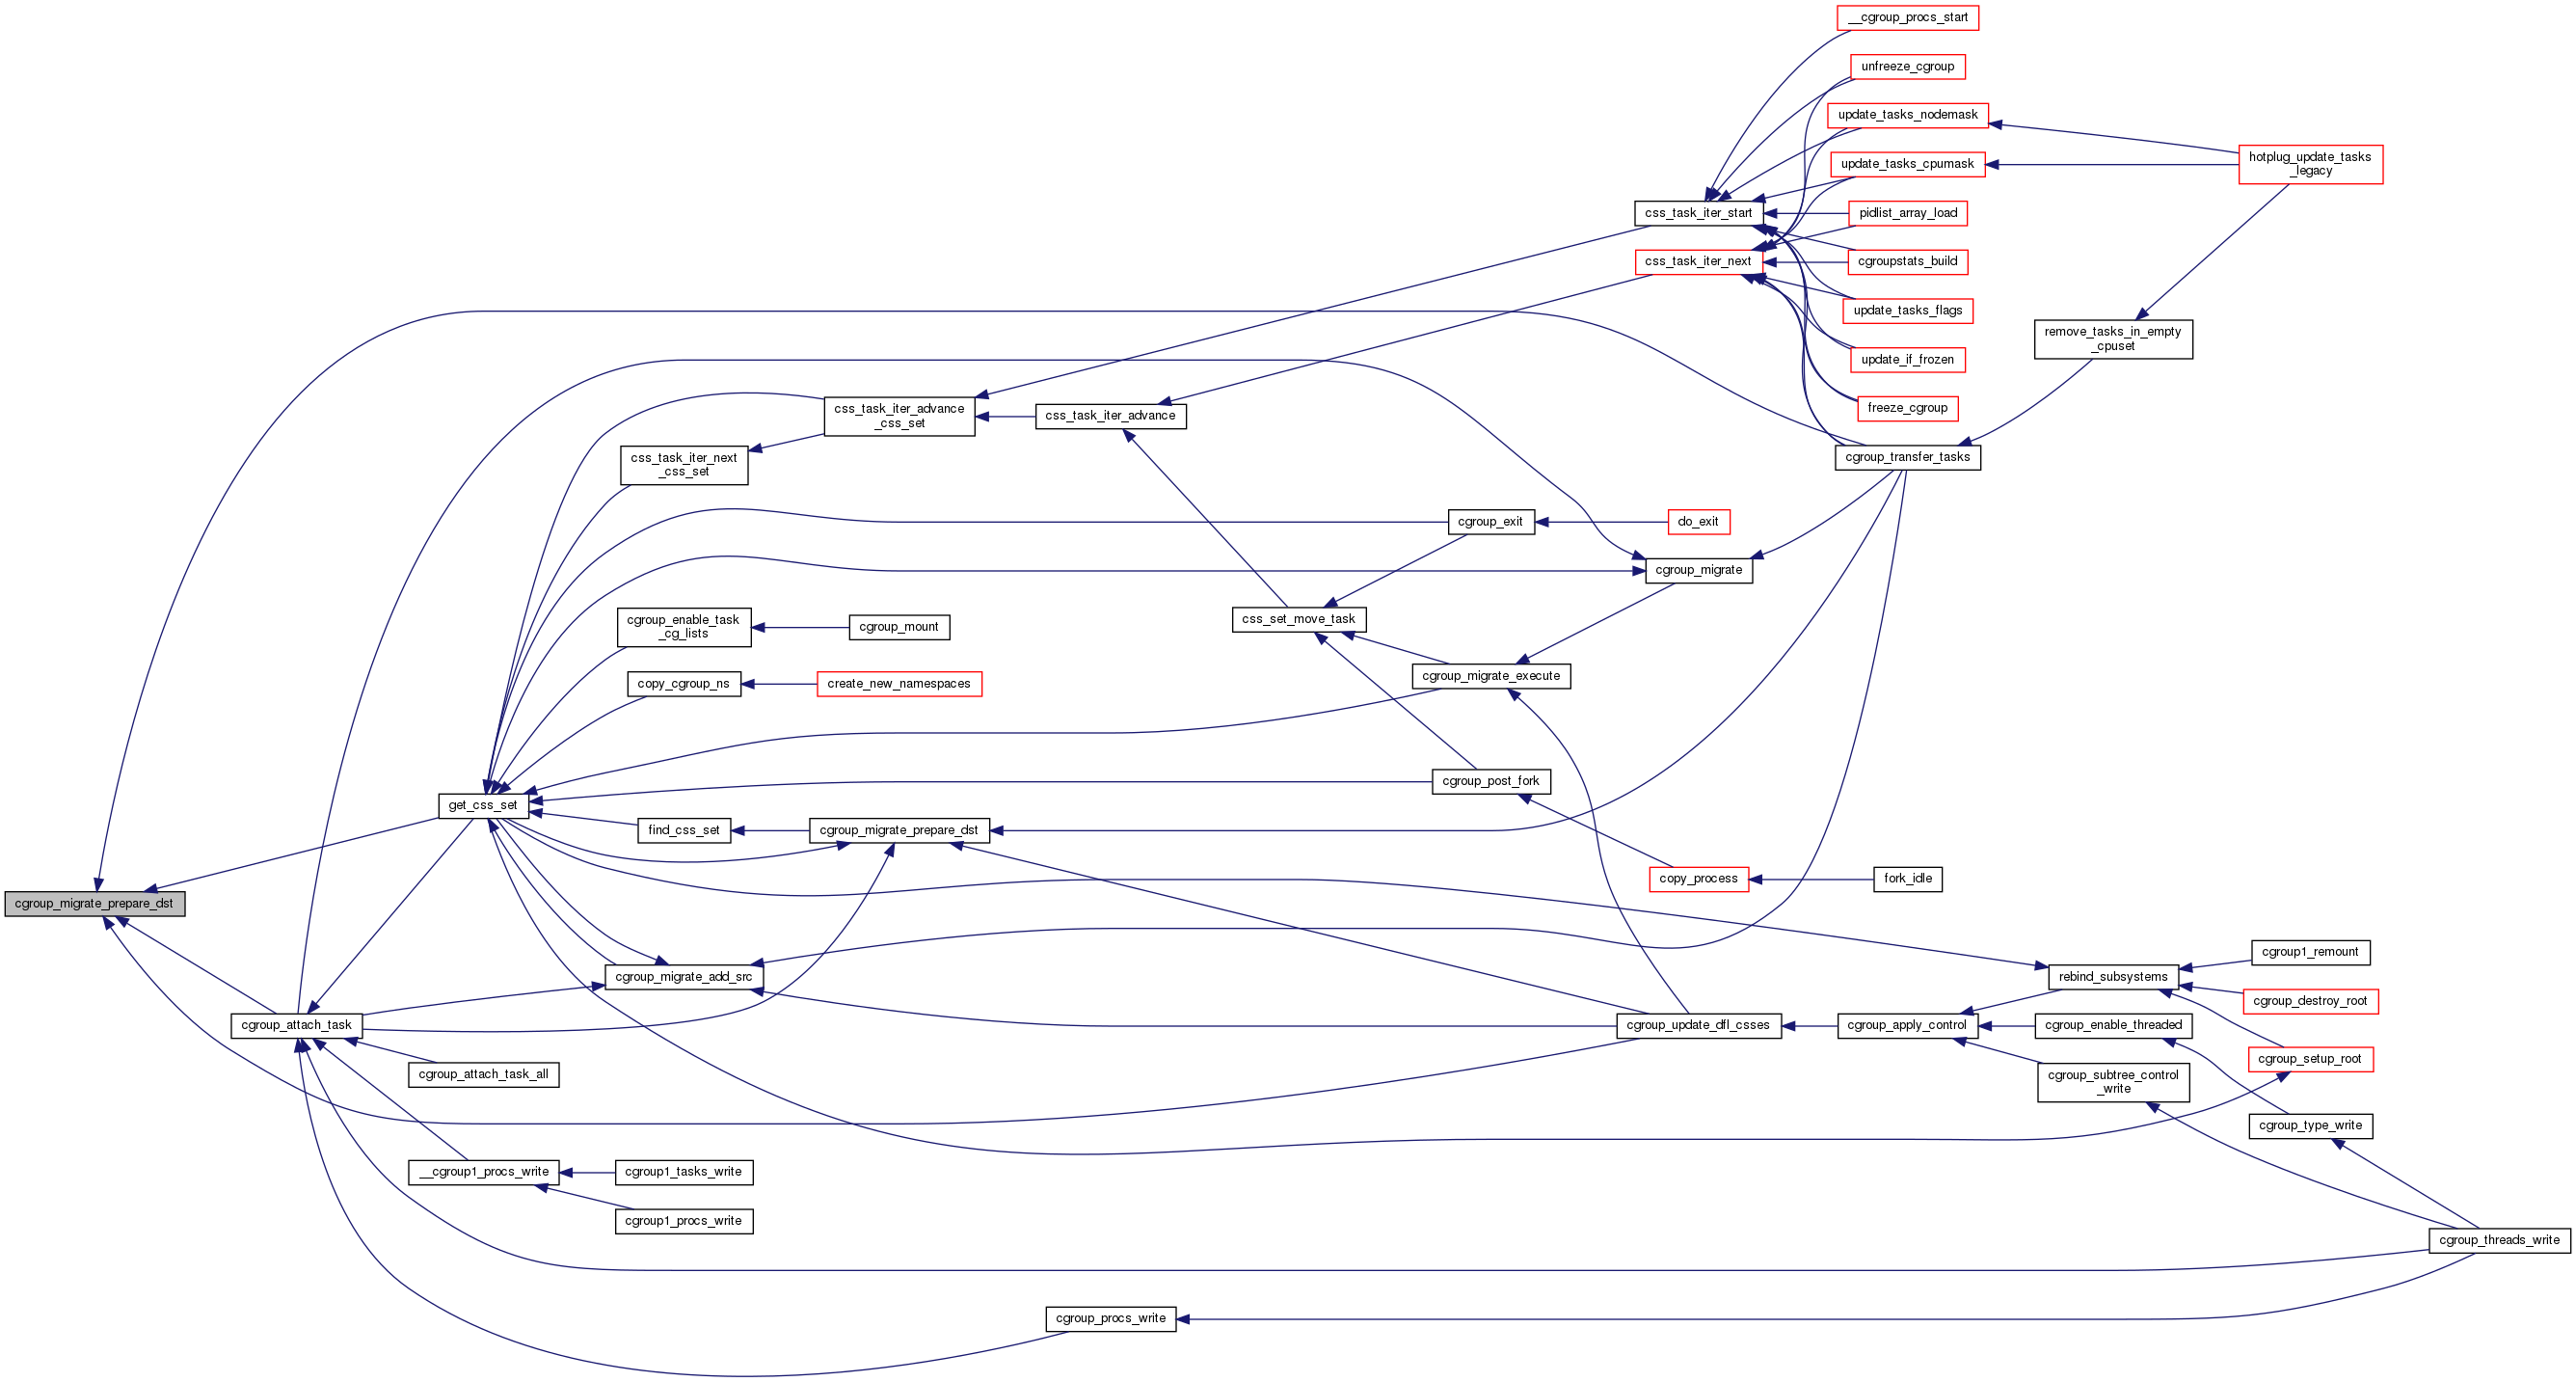 __cgroup_procs_start
unfreeze_cgroup
update_tasks_nodemask
update_tasks_cpumask
hotplug_update_tasks
_legacy
css_task_iter_start
pidlist_array_load
css_task_iter_next
cgroupstats_build
update_tasks_flags
remove_tasks_in_empty
_cpuset
update_if_frozen
css_task_iter_advance
_css_set
css_task_iter_advance
freeze_cgroup
css_task_iter_next
_css_set
cgroup_transfer_tasks
cgroup_exit
do_exit
cgroup_migrate
cgroup_enable_task
_cg_lists
cgroup_mount
css_set_move_task
copy_cgroup_ns
create_new_namespaces
cgroup_migrate_execute
cgroup_post_fork
get_css_set
find_css_set
cgroup_migrate_prepare_dst
copy_process
fork_idle
cgroup_migrate_prepare_dst
cgroup1_remount
cgroup_migrate_add_src
rebind_subsystems
cgroup_destroy_root
cgroup_attach_task
cgroup_update_dfl_csses
cgroup_apply_control
cgroup_enable_threaded
cgroup_setup_root
cgroup_attach_task_all
cgroup_subtree_control
_write
cgroup_type_write
__cgroup1_procs_write
cgroup1_tasks_write
cgroup1_procs_write
cgroup_threads_write
cgroup_procs_write